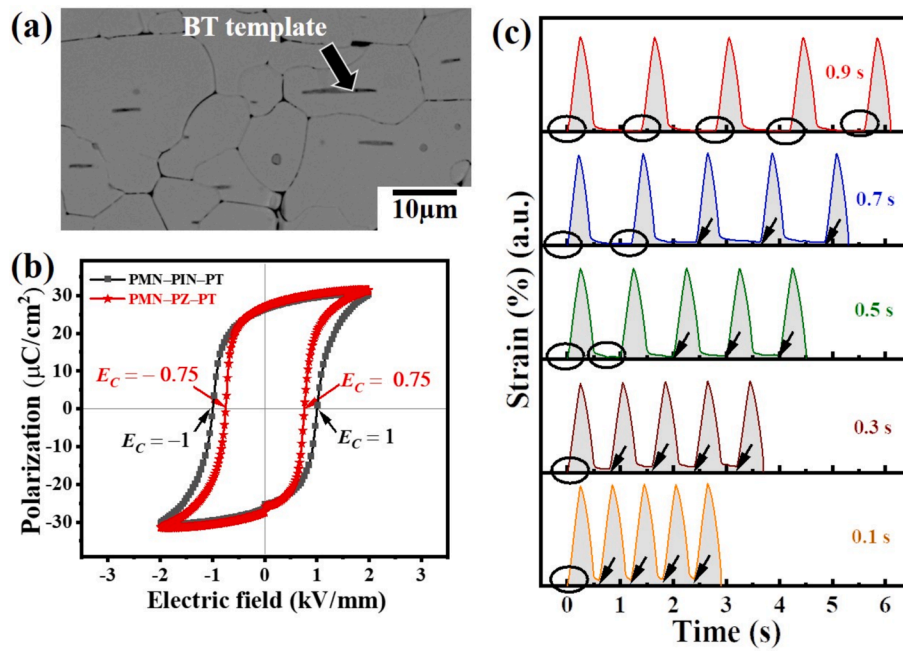 (a)
BT template
10μm
(b)
PMN–PIN–PT
PMN–PZ–PT
Polarization (μC/cm²)
30
20
10
0
-10
-20
-30
E_C = – 0.75
E_C = 0.75
E_C = –1
E_C = 1
-3 -2 -1 0 1 2 3
Electric field (kV/mm)
(c)
Strain (%) (a.u.)
0.9 s
0.7 s
0.5 s
0.3 s
0.1 s
0 1 2 3 4 5 6
Time (s)